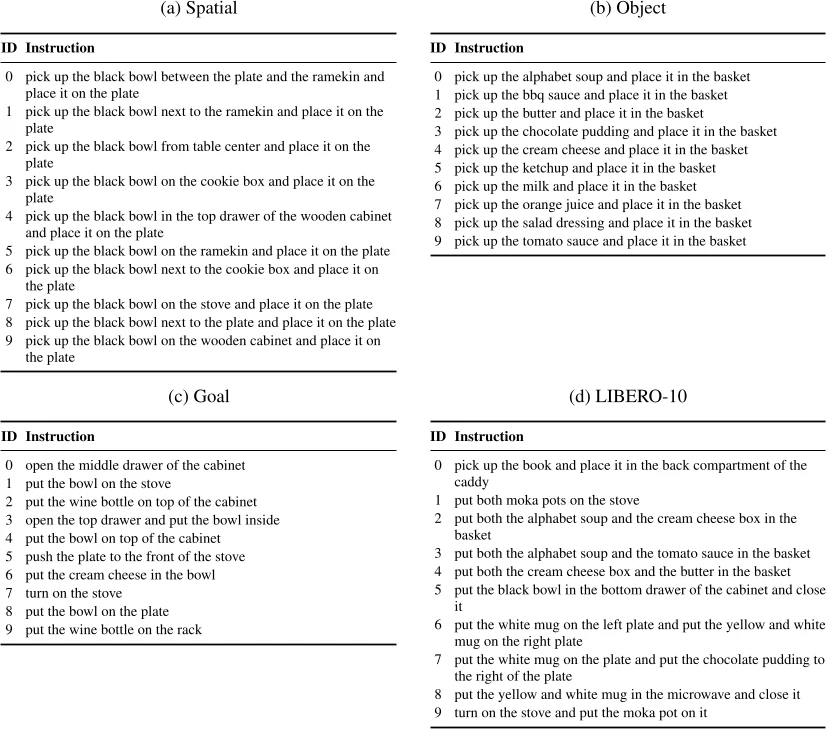 (a) Spatial
ID Instruction
0 pick up the black bowl between the plate and the ramekin and
place it on the plate
1 pick up the black bowl next to the ramekin and place it on the
plate
2 pick up the black bowl from table center and place it on the
plate
3 pick up the black bowl on the cookie box and place it on the
plate
4 pick up the black bowl in the top drawer of the wooden cabinet
and place it on the plate
5 pick up the black bowl on the ramekin and place it on the plate
6 pick up the black bowl next to the cookie box and place it on
the plate
7 pick up the black bowl on the stove and place it on the plate
8 pick up the black bowl next to the plate and place it on the plate
9 pick up the black bowl on the wooden cabinet and place it on
the plate
(b) Object
ID Instruction
0 pick up the alphabet soup and place it in the basket
1 pick up the bbq sauce and place it in the basket
2 pick up the butter and place it in the basket
3 pick up the chocolate pudding and place it in the basket
4 pick up the cream cheese and place it in the basket
5 pick up the ketchup and place it in the basket
6 pick up the milk and place it in the basket
7 pick up the orange juice and place it in the basket
8 pick up the salad dressing and place it in the basket
9 pick up the tomato sauce and place it in the basket
(c) Goal
ID Instruction
0 open the middle drawer of the cabinet
1 put the bowl on the stove
2 put the wine bottle on top of the cabinet
3 open the top drawer and put the bowl inside
4 put the bowl on top of the cabinet
5 push the plate to the front of the stove
6 put the cream cheese in the bowl
7 turn on the stove
8 put the bowl on the plate
9 put the wine bottle on the rack
(d) LIBERO-10
ID Instruction
0 pick up the book and place it in the back compartment of the
caddy
1 put both moka pots on the stove
2 put both the alphabet soup and the cream cheese box in the
basket
3 put both the alphabet soup and the tomato sauce in the basket
4 put both the cream cheese box and the butter in the basket
5 put the black bowl in the bottom drawer of the cabinet and close
it
6 put the white mug on the left plate and put the yellow and white
mug on the right plate
7 put the white mug on the plate and put the chocolate pudding to
the right of the plate
8 put the yellow and white mug in the microwave and close it
9 turn on the stove and put the moka pot on it